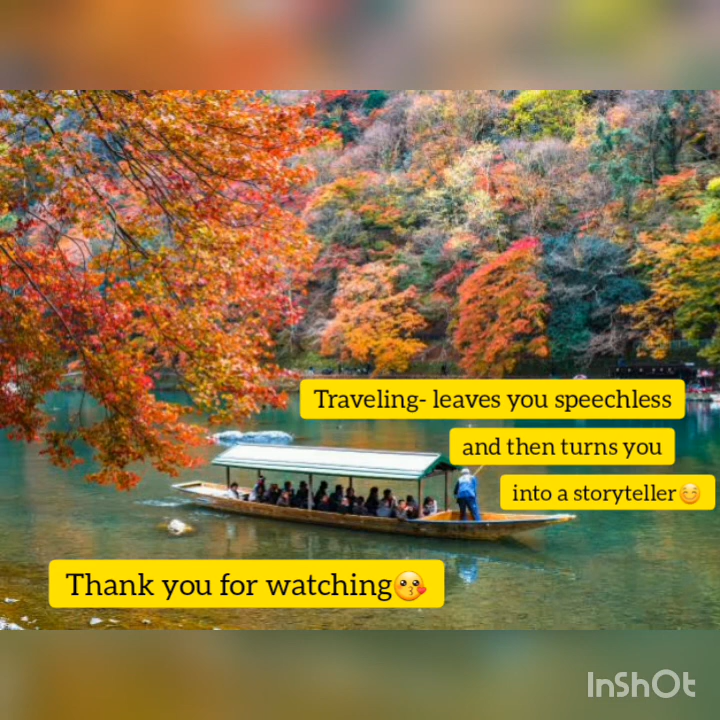 Traveling- leaves you speechless
and then turns you
into a storyteller😊
Thank you for watching😘
InShOt